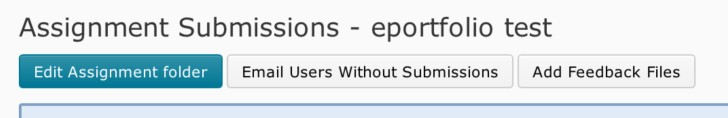 Assignment Submissions - eportfolio test
Edit Assignment folder Email Users Without Submissions Add Feedback Files